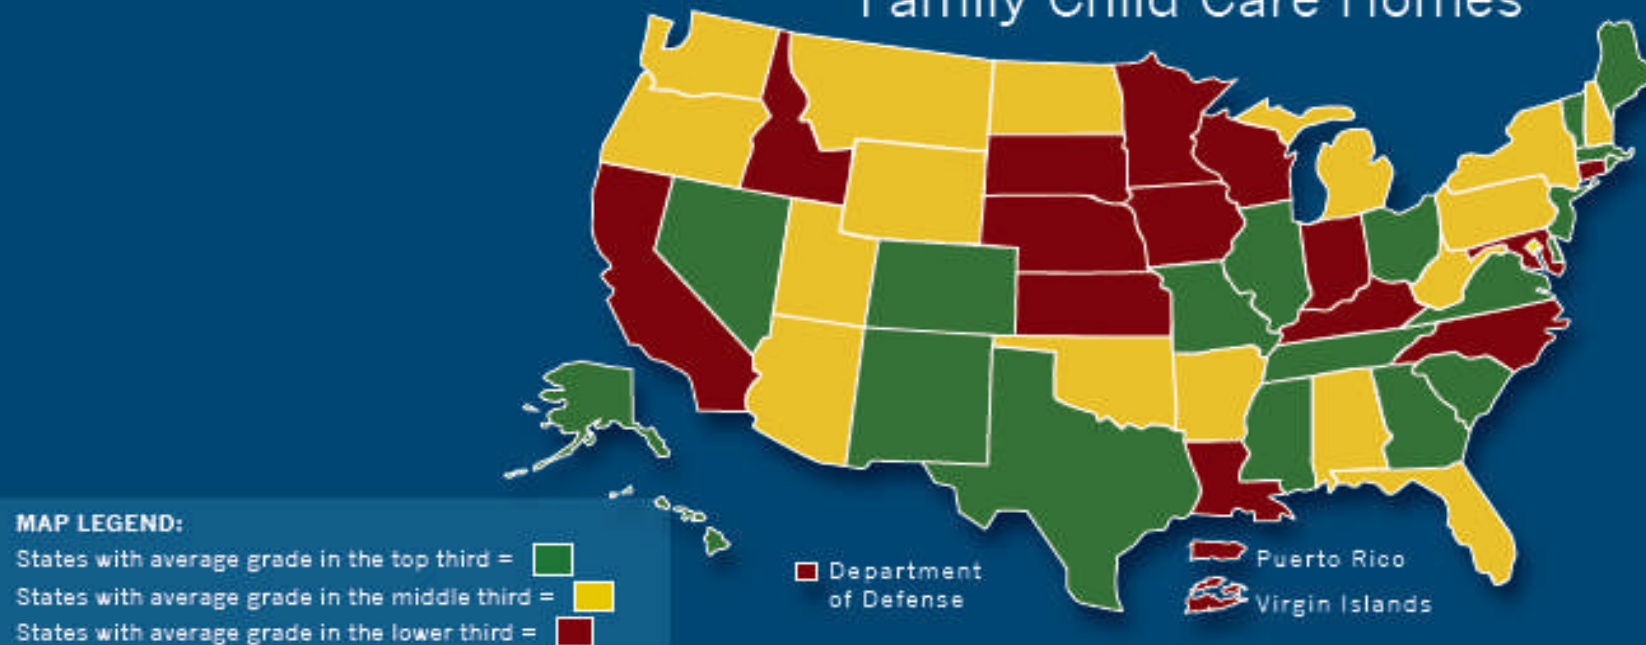 Family Child Care Homes
MAP LEGEND:
States with average grade in the top third =
States with average grade in the middle third =
States with average grade in the lower third =
Department
of Defense
Puerto Rico
Virgin Islands